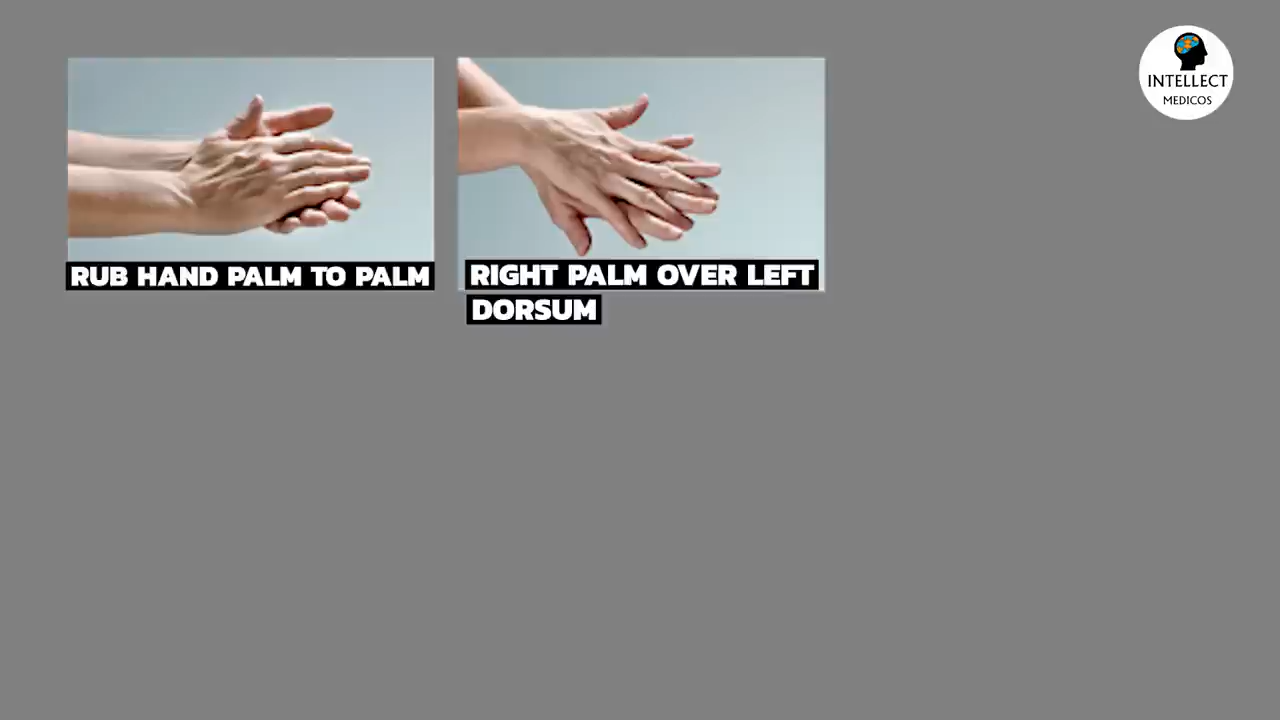 INTELLECT
MEDICOS
RUB HAND PALM TO PALM
RIGHT PALM OVER LEFT
DORSUM